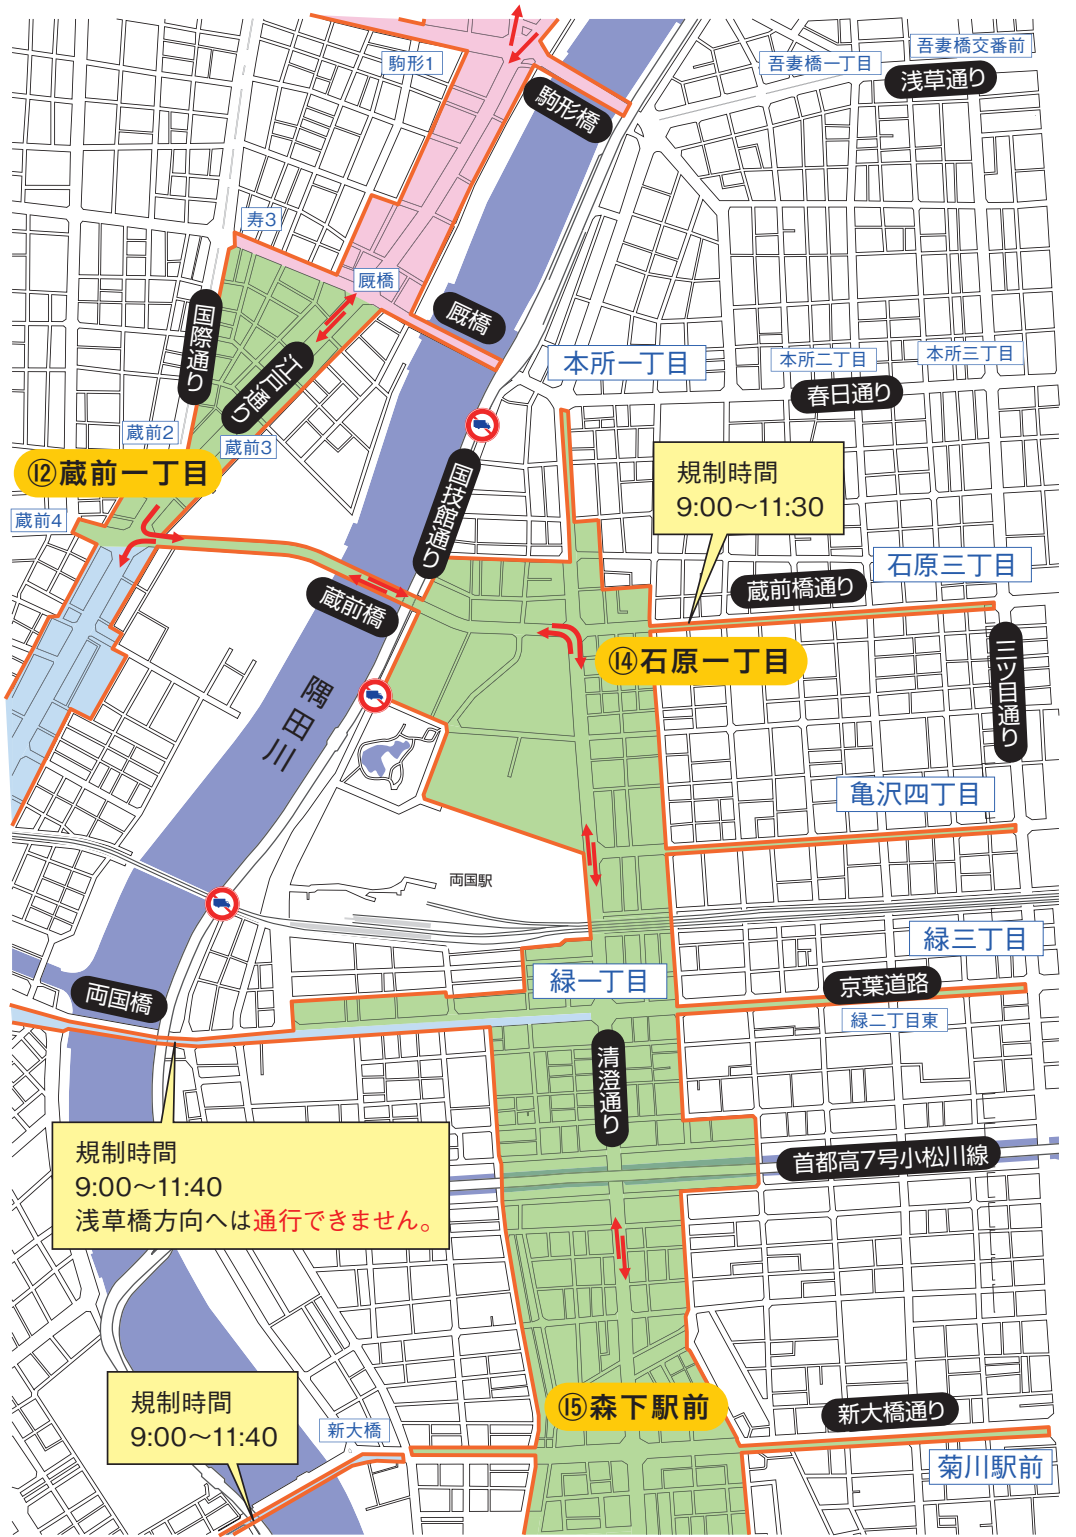 吾妻橋交番前
駒形1
吾妻橋一丁目
浅草通り
駒形橋
寿3
厩橋
国際通り
厩橋
江戸通り
本所一丁目
本所二丁目
本所三丁目
春日通り
蔵前2
蔵前3
⑫蔵前一丁目
規制時間
9:00〜11:30
国技館通り
蔵前4
石原三丁目
蔵前橋通り
蔵前橋
⑭石原一丁目
三ツ目通り
隅田川
亀沢四丁目
両国駅
緑三丁目
緑一丁目
京葉道路
両国橋
緑二丁目東
清澄通り
規制時間
9:00〜11:40
浅草橋方向へは通行できません。
首都高7号小松川線
規制時間
9:00〜11:40
⑮森下駅前
新大橋通り
新大橋
菊川駅前